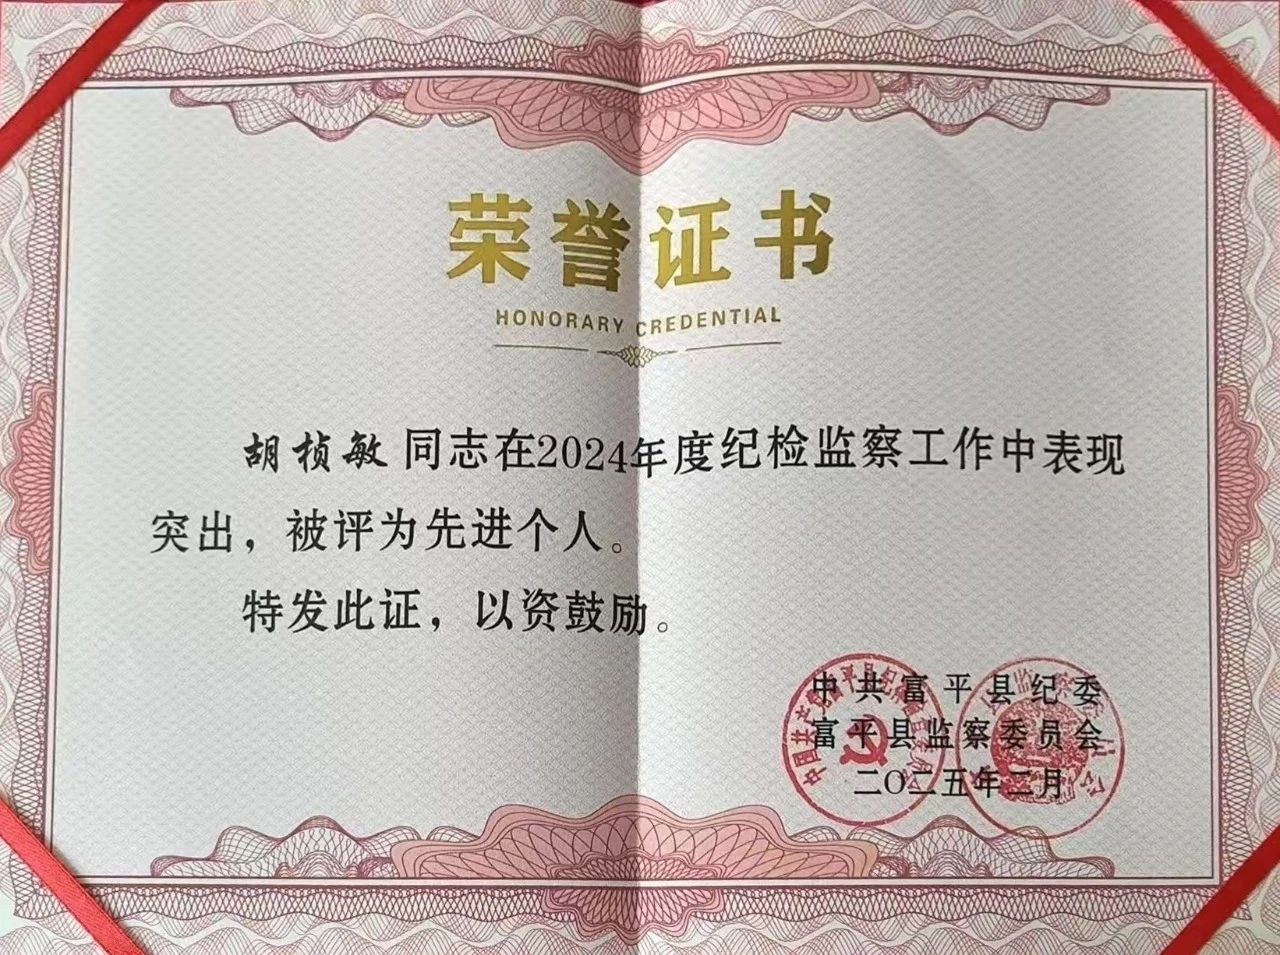 荣誉证书
HONORARY CREDENTIAL
胡桢敏 同志在2024年度纪检监察工作中表现
突出，被评为先进个人。
特发此证，以资鼓励。
中共富平县纪委
富平县监察委员会
二〇二五年二月